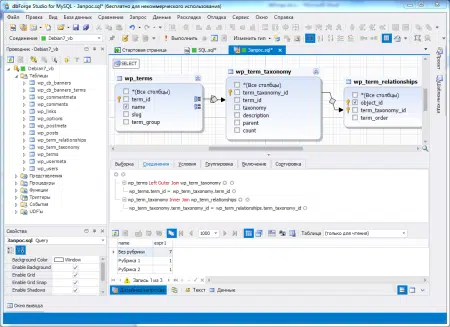 dbForge Studio for MySQL - Запрос.sql* (бесплатно для некоммерческого использования)
Файл Правка Вид База данных Сравнение Запрос Данные Раскладка Отладка Сервис Окно Справка
Соединение Debian7_vb Выполнить Изменить тип
Проводник - Debian7_vb
Стартовая страница SQL.sql* Запрос.sql*
Debian7_vb
Таблицы
wp_cb_banners
wp_cb_terms_banners
wp_commentmeta
wp_comments
wp_links
wp_options
wp_postmeta
wp_posts
wp_term_relationships
wp_term_taxonomy
wp_terms
wp_usermeta
wp_users
Представления
Процедуры
Функции
Триггеры
События
UDFы
SELECT
wp_terms
*(Все столбцы)
term_id
name
slug
term_group
wp_term_taxonomy
*(Все столбцы)
term_taxonomy_id
term_id
taxonomy
description
parent
count
wp_term_relationships
*(Все столбцы)
object_id
term_taxonomy_id
term_order
Выборка Соединения Условия Группировка Включение Сортировка
wp_terms Left Outer Join wp_term_taxonomy
wp_terms.term_id = wp_term_taxonomy.term_id
wp_term_taxonomy Inner Join wp_term_relationships
wp_term_taxonomy.term_taxonomy_id = wp_term_relationships.term_taxonomy_id
Свойства
Запрос.sql Query
Background Color Window
Enable Background
Enable Grid
Enable Grid Snap
Enable Shadows
1000 Таблица (только для чтения)
name expr1
Без рубрики 7
Рубрика 1 1
Рубрика 2 1
Запись 1 из 3
Текст Данные
Окно вывода